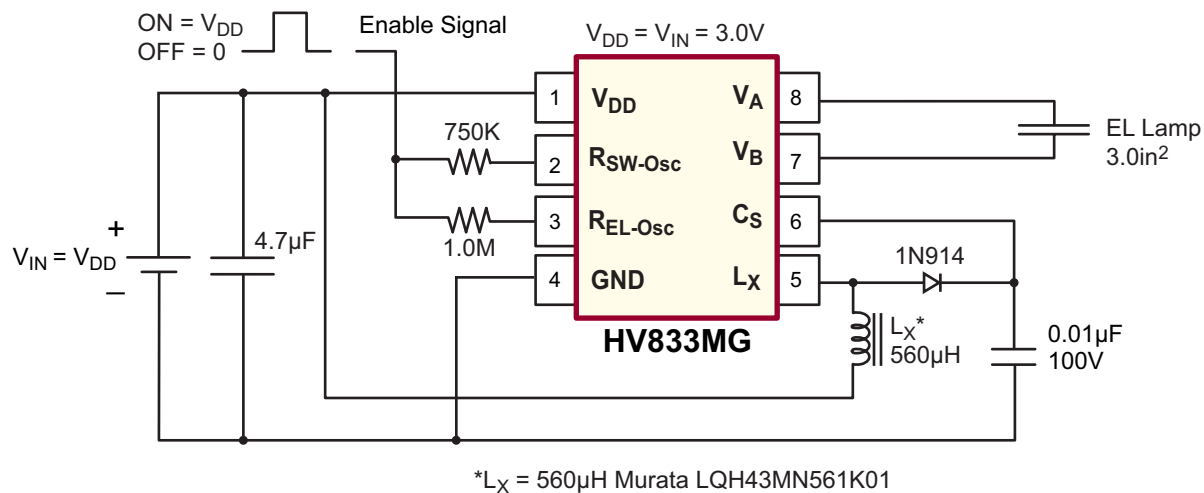 ON = VDD
OFF = 0
Enable Signal
VDD = VIN = 3.0V
1 VDD
2 RSW-Osc
3 REL-Osc
4 GND
VA 8
VB 7
CS 6
LX 5
HV833MG
750K
1.0M
VIN = VDD
+
–
4.7µF
EL Lamp
3.0in²
1N914
LX*
560µH
0.01µF
100V
*LX = 560µH Murata LQH43MN561K01